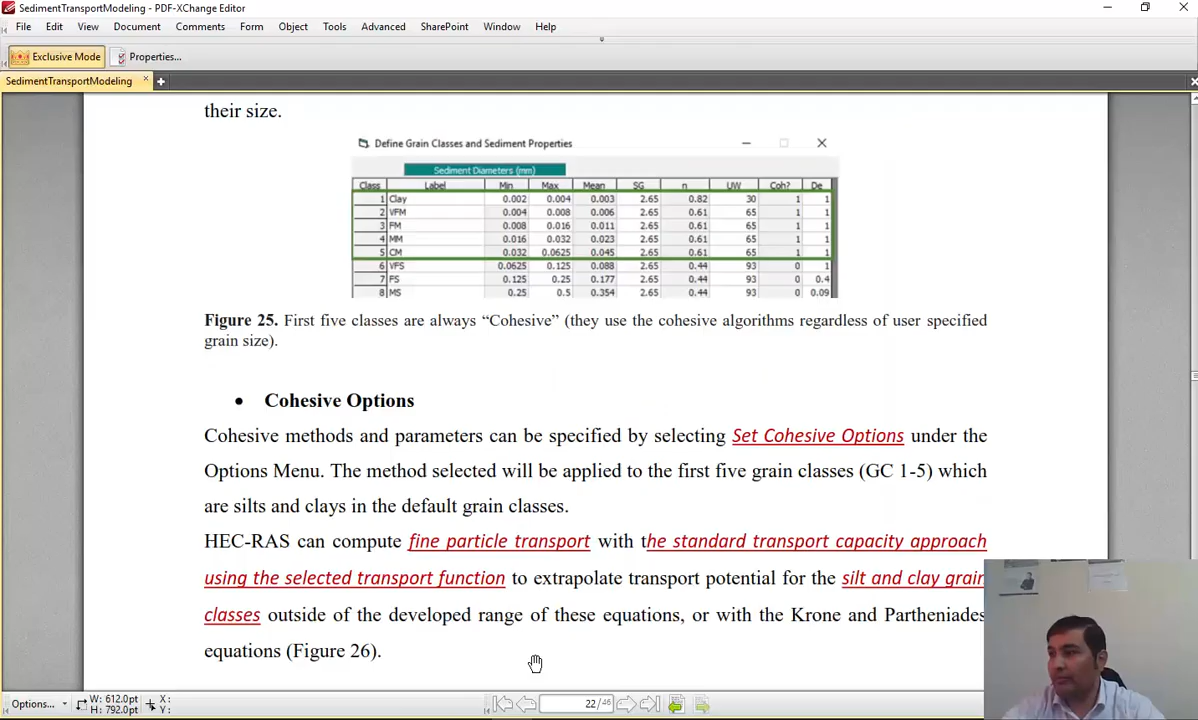 SedimentTransportModeling - PDF-XChange Editor
File Edit View Document Comments Form Object Tools Advanced SharePoint Window Help
Exclusive Mode Properties...
SedimentTransportModeling
their size.
Define Grain Classes and Sediment Properties
Sediment Diameters (mm)
Class Label Min Max Mean SG n UW Coh? De
1 Clay 0.002 0.004 0.003 2.65 0.82 30 1 1
2 VFM 0.004 0.008 0.006 2.65 0.61 65 1 1
3 FM 0.008 0.016 0.011 2.65 0.61 65 1 1
4 MM 0.016 0.032 0.023 2.65 0.61 65 1 1
5 CM 0.032 0.0625 0.045 2.65 0.61 65 1 1
6 VFS 0.0625 0.125 0.088 2.65 0.44 93 0 1
7 FS 0.125 0.25 0.177 2.65 0.44 93 0 0.4
8 MS 0.25 0.5 0.354 2.65 0.44 93 0 0.09
Figure 25. First five classes are always “Cohesive” (they use the cohesive algorithms regardless of user specified
grain size).
• Cohesive Options
Cohesive methods and parameters can be specified by selecting Set Cohesive Options under the
Options Menu. The method selected will be applied to the first five grain classes (GC 1-5) which
are silts and clays in the default grain classes.
HEC-RAS can compute fine particle transport with the standard transport capacity approach
using the selected transport function to extrapolate transport potential for the silt and clay grain
classes outside of the developed range of these equations, or with the Krone and Partheniades
equations (Figure 26).
Options... W: 612.0pt X: 22 / 46
H: 792.0pt Y: